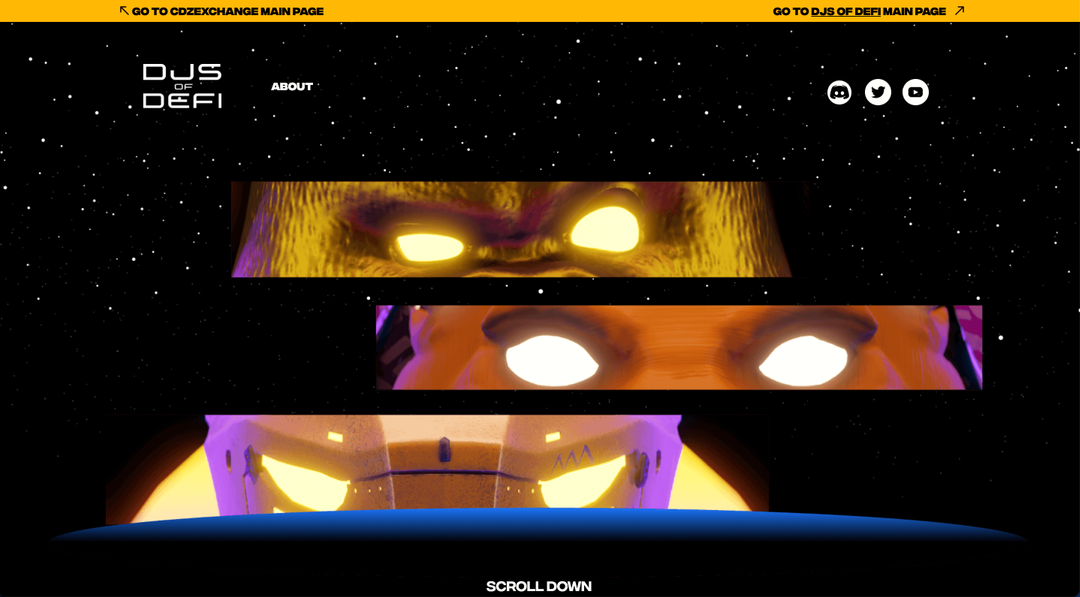 GO TO CDZEXCHANGE MAIN PAGE
GO TO DJS OF DEFI MAIN PAGE
DJS
OF
DEFI
ABOUT
SCROLL DOWN